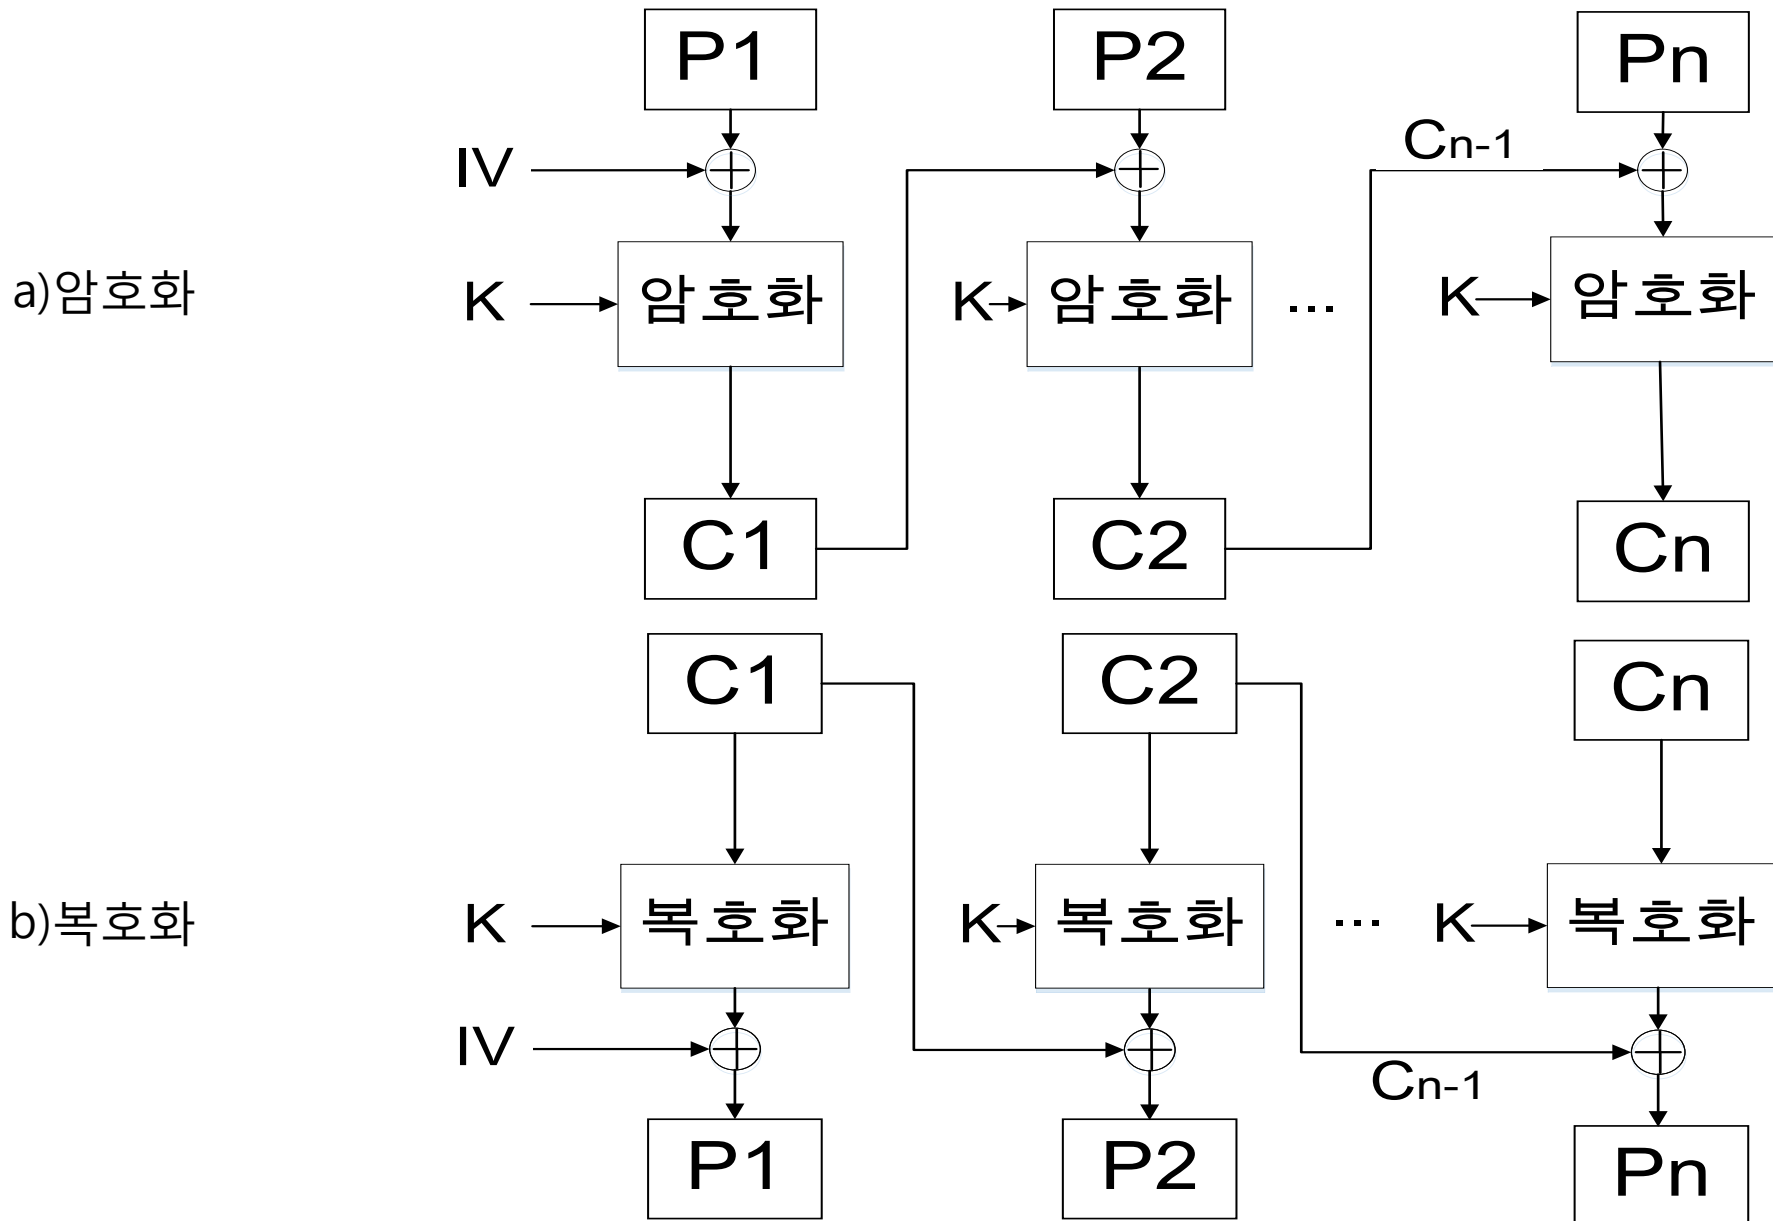 P1 P2 Pn
IV Cn-1
a)암호화 K 암호화 K 암호화 ... K 암호화
C1 C2 Cn
C1 C2 Cn
b)복호화 K 복호화 K 복호화 ... K 복호화
IV Cn-1
P1 P2 Pn